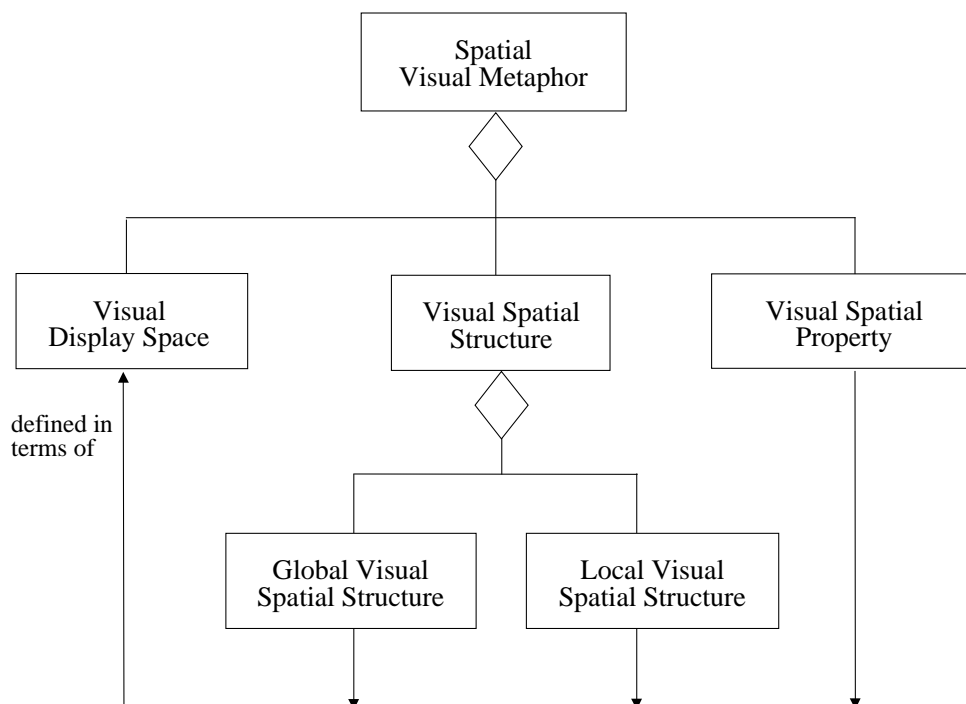 Spatial
Visual Metaphor
Visual
Display Space
Visual Spatial
Structure
Visual Spatial
Property
defined in
terms of
Global Visual
Spatial Structure
Local Visual
Spatial Structure